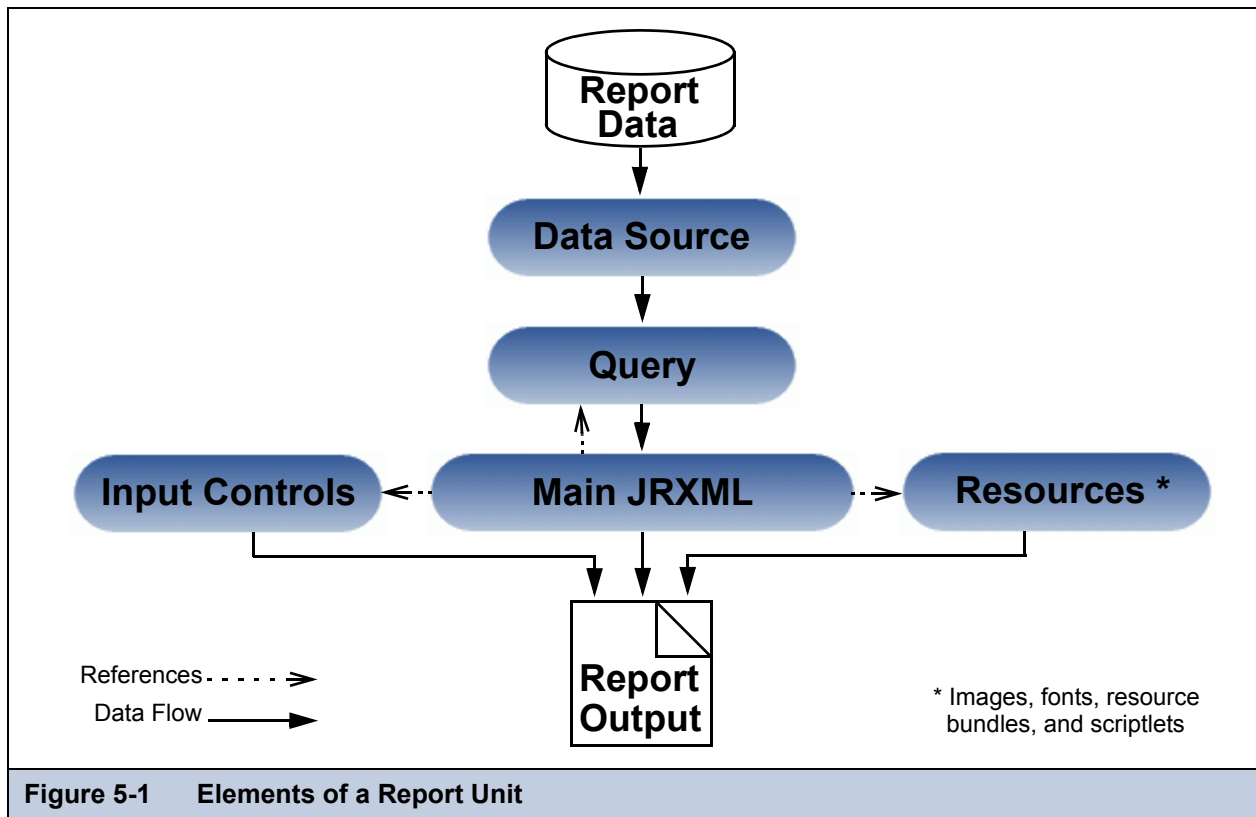 Report
Data
Data Source
Query
Input Controls
Main JRXML
Resources *
References
Data Flow
Report
Output
* Images, fonts, resource
bundles, and scriptlets
Figure 5-1 Elements of a Report Unit